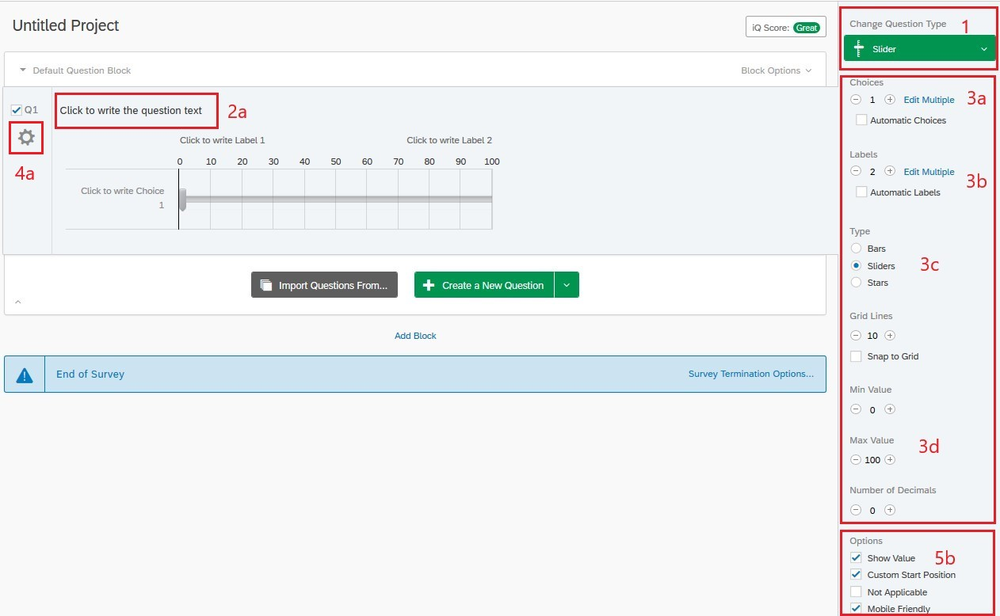 Untitled Project
iQ Score: Great
Default Question Block
Block Options
Q1
Click to write the question text
2a
4a
Click to write Label 1
Click to write Label 2
0 10 20 30 40 50 60 70 80 90 100
Click to write Choice
1
Import Questions From...
Create a New Question
Add Block
End of Survey
Survey Termination Options...
Change Question Type
1
Slider
Choices
1 Edit Multiple
3a
Automatic Choices
Labels
2 Edit Multiple
3b
Automatic Labels
Type
Bars
Sliders
3c
Stars
Grid Lines
10
Snap to Grid
Min Value
0
Max Value
3d
100
Number of Decimals
0
Options
Show Value
5b
Custom Start Position
Not Applicable
Mobile Friendly